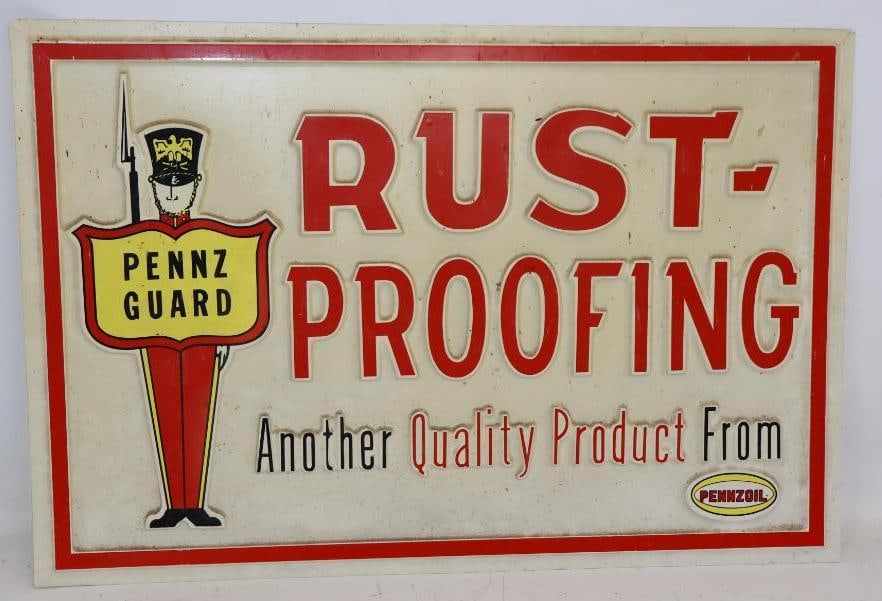 PENNZ
GUARD
RUST-
PROOFING
Another Quality Product From
PENNZOIL